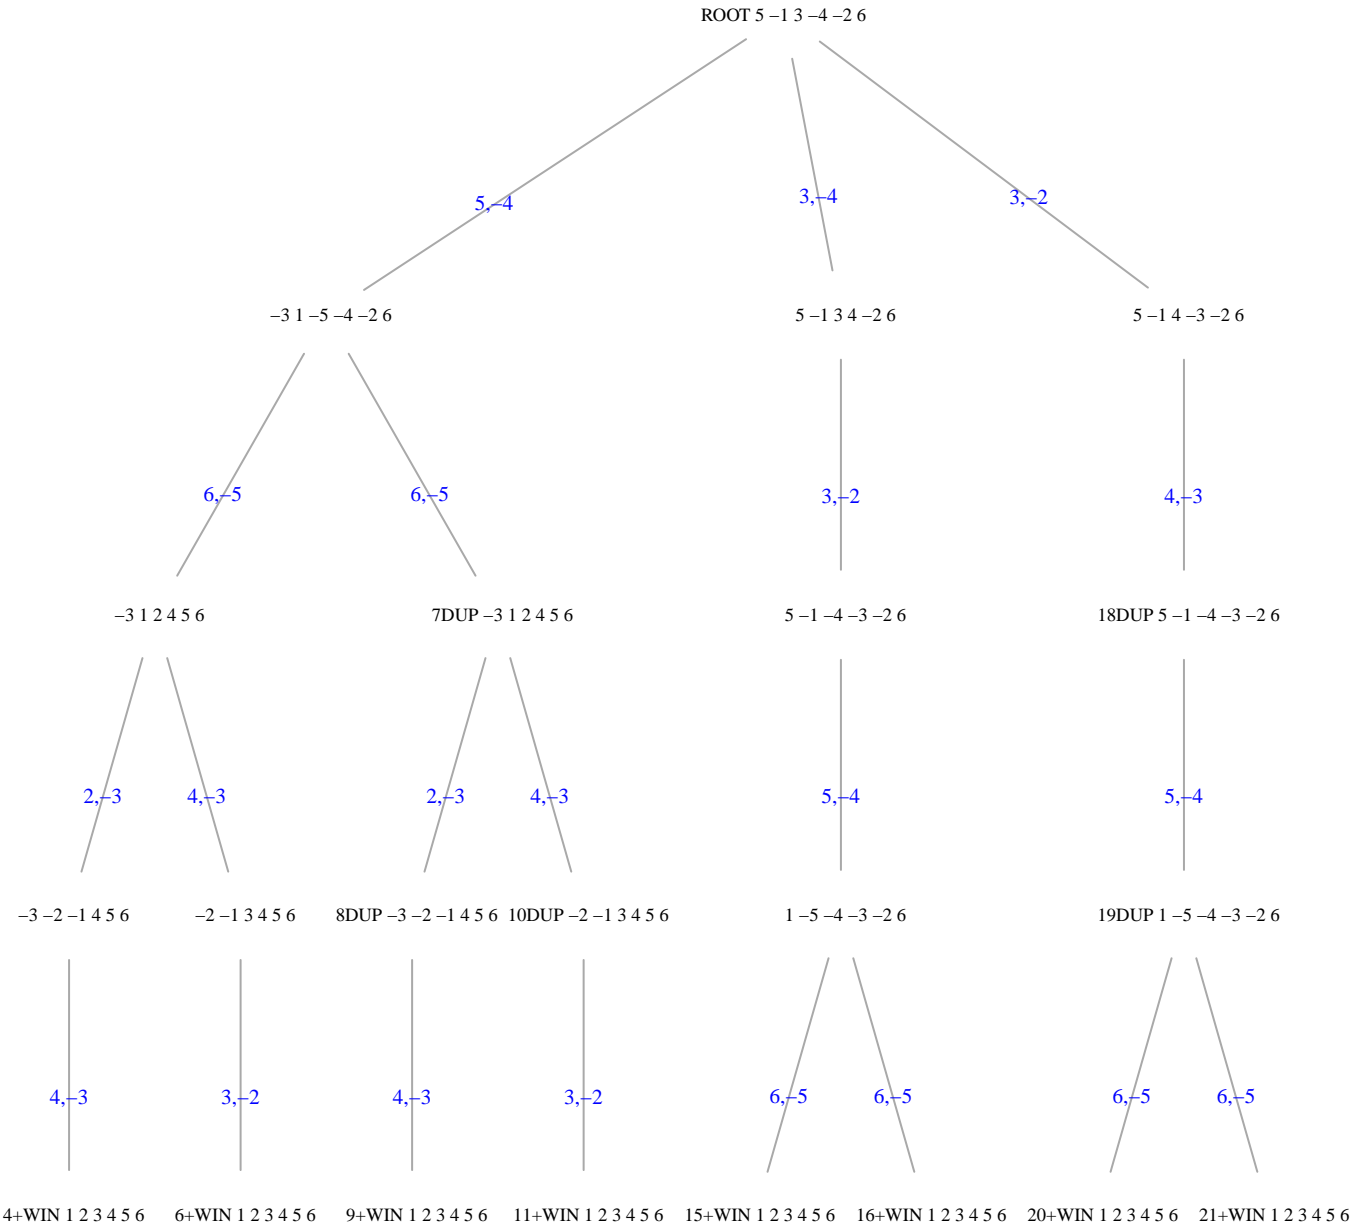 ROOT 5 –1 3 –4 –2 6
5,–4
3,–4
3,–2
–3 1 –5 –4 –2 6
5 –1 3 4 –2 6
5 –1 4 –3 –2 6
6,–5
6,–5
3,–2
4,–3
–3 1 2 4 5 6
7DUP –3 1 2 4 5 6
5 –1 –4 –3 –2 6
18DUP 5 –1 –4 –3 –2 6
2,–3
4,–3
2,–3
4,–3
5,–4
5,–4
–3 –2 –1 4 5 6
–2 –1 3 4 5 6
8DUP –3 –2 –1 4 5 6
10DUP –2 –1 3 4 5 6
1 –5 –4 –3 –2 6
19DUP 1 –5 –4 –3 –2 6
4,–3
3,–2
4,–3
3,–2
6,–5
6,–5
6,–5
6,–5
4+WIN 1 2 3 4 5 6
6+WIN 1 2 3 4 5 6
9+WIN 1 2 3 4 5 6
11+WIN 1 2 3 4 5 6
15+WIN 1 2 3 4 5 6
16+WIN 1 2 3 4 5 6
20+WIN 1 2 3 4 5 6
21+WIN 1 2 3 4 5 6